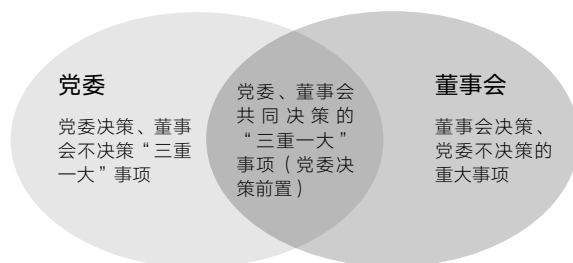 党委
党委决策、董事
会不决策“三重
一大”事项
党委、董事会
共同决策的
“三重一大”
事项（党委决
策前置）
董事会
董事会决策、
党委不决策的
重大事项